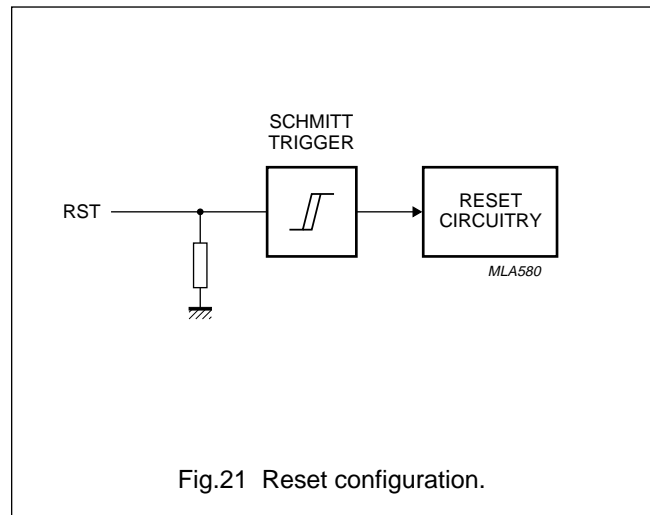 SCHMITT
TRIGGER
RST
RESET
CIRCUITRY
MLA580
Fig.21 Reset configuration.